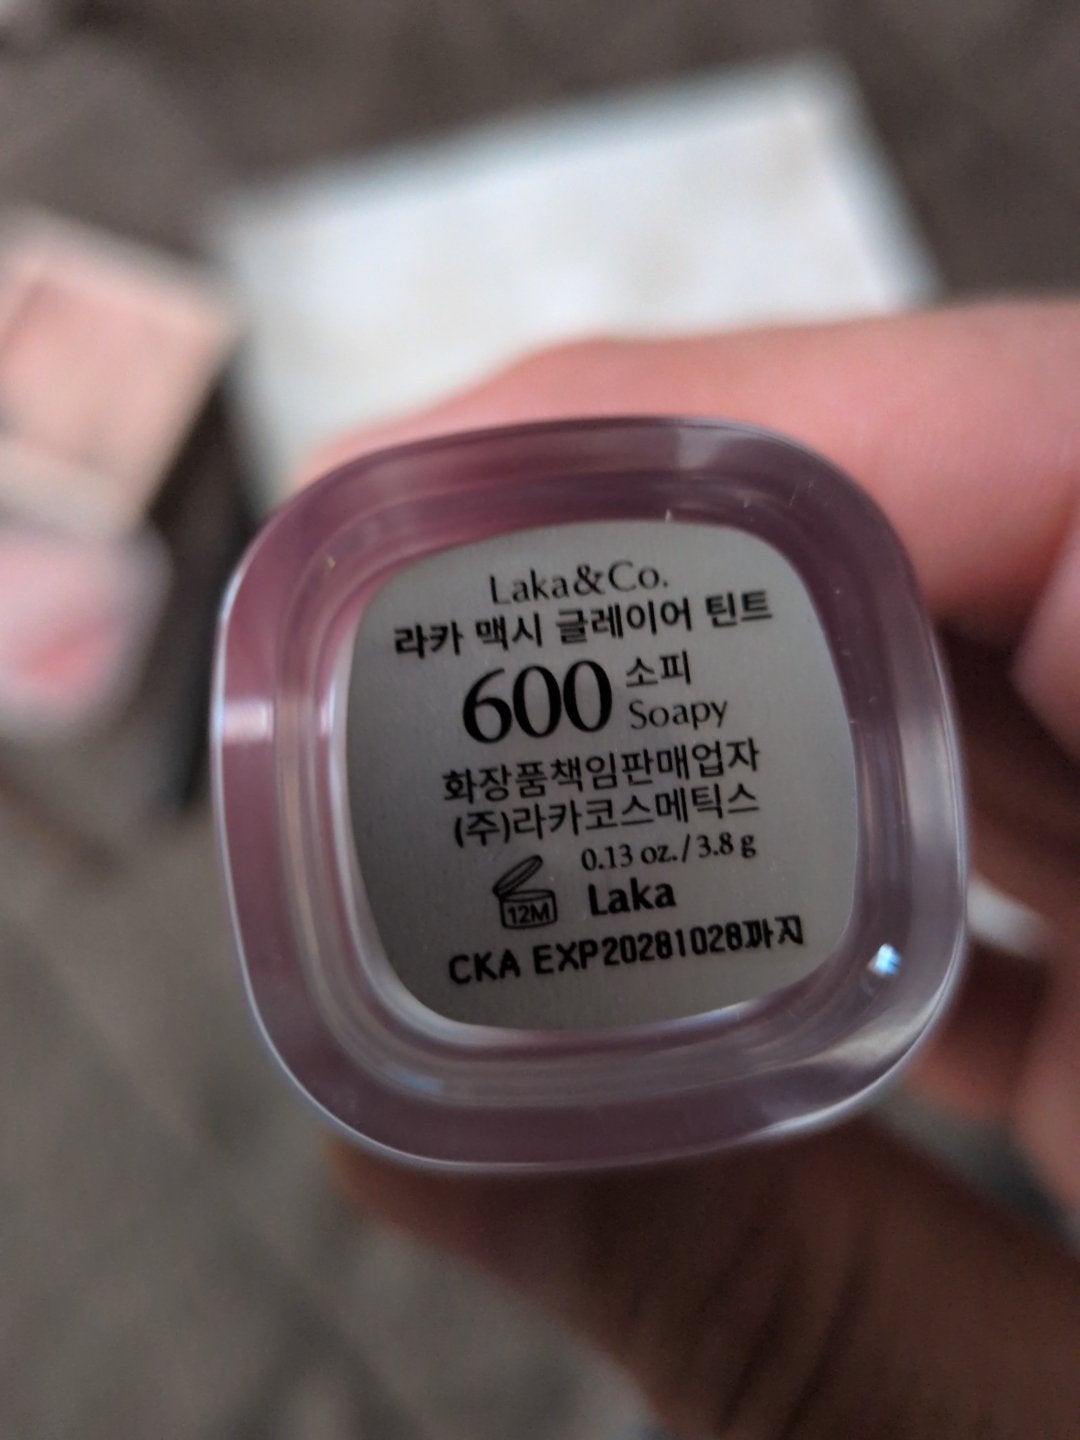 Laka&Co.
라카 맥시 글레이어 틴트
600 소피
Soapy
화장품책임판매업자
(주)라카코스메틱스
0.13 oz. / 3.8 g
12M Laka
CKA EXP20281028까지